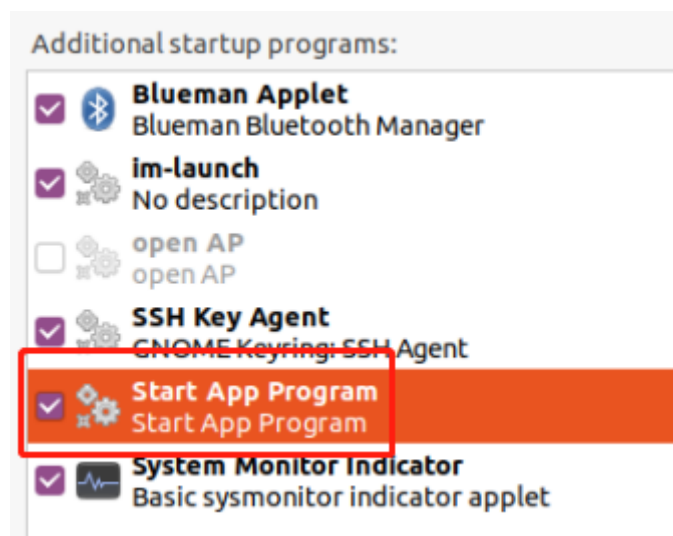 Additional startup programs:
Blueman Applet
Blueman Bluetooth Manager
im-launch
No description
open AP
open AP
SSH Key Agent
GNOME Keyring: SSH Agent
Start App Program
Start App Program
System Monitor Indicator
Basic sysmonitor indicator applet